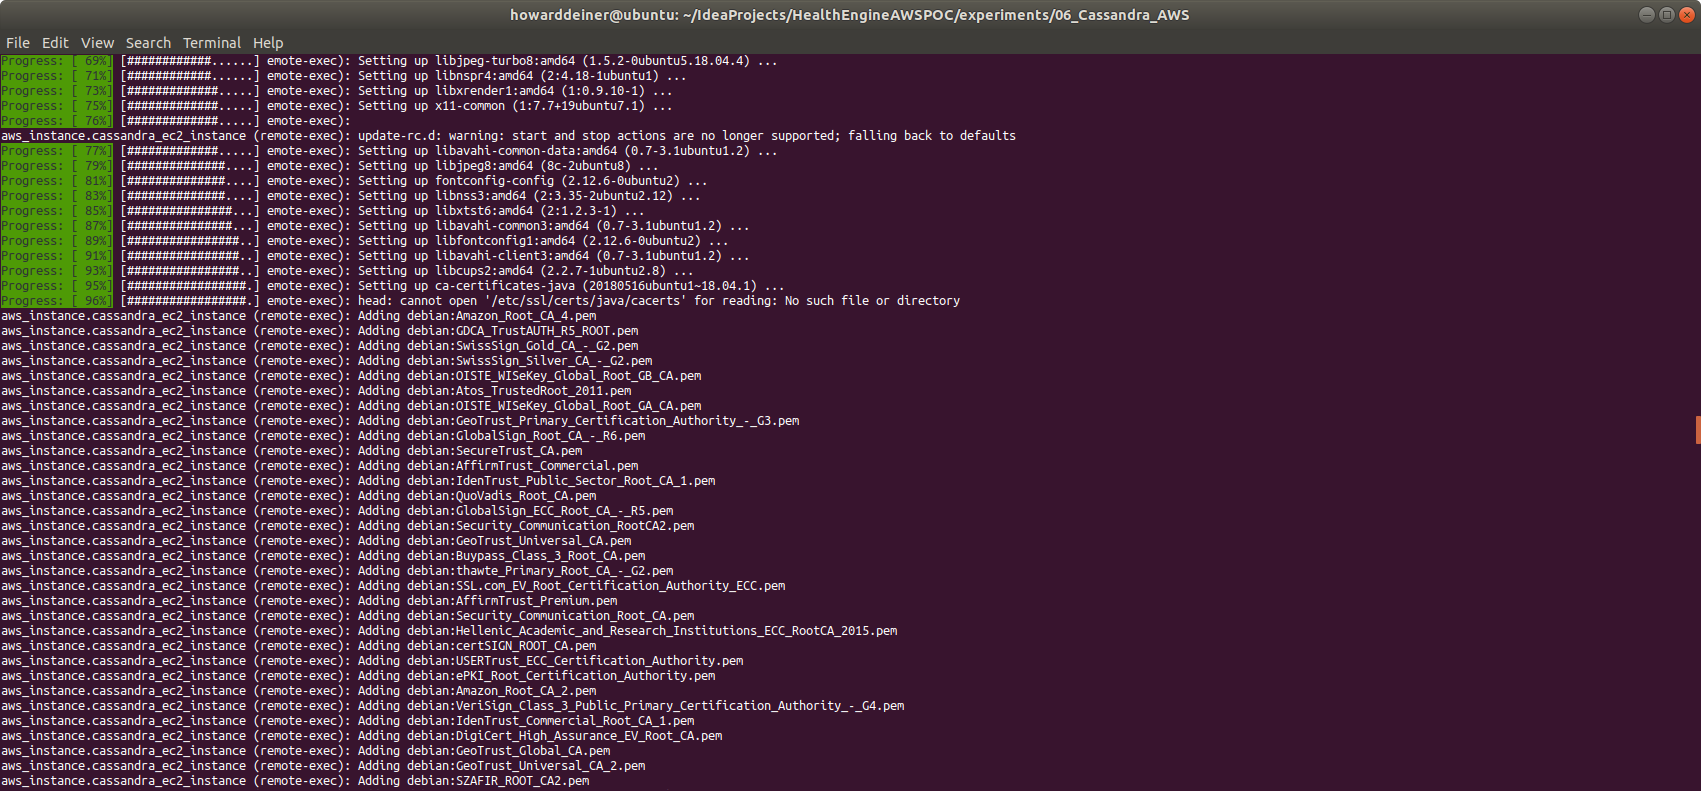 howarddeiner@ubuntu: ~/IdeaProjects/HealthEngineAWSPOC/experiments/06_Cassandra_AWS
File Edit View Search Terminal Help
Progress: [ 69%] [############......] emote-exec): Setting up libjpeg-turbo8:amd64 (1.5.2-0ubuntu5.18.04.4) ...
Progress: [ 71%] [############......] emote-exec): Setting up libnspr4:amd64 (2:4.18-1ubuntu1) ...
Progress: [ 73%] [#############.....] emote-exec): Setting up libxrender1:amd64 (1:0.9.10-1) ...
Progress: [ 75%] [#############.....] emote-exec): Setting up x11-common (1:7.7+19ubuntu7.1) ...
Progress: [ 76%] [#############.....] emote-exec):
aws_instance.cassandra_ec2_instance (remote-exec): update-rc.d: warning: start and stop actions are no longer supported; falling back to defaults
Progress: [ 77%] [#############.....] emote-exec): Setting up libavahi-common-data:amd64 (0.7-3.1ubuntu1.2) ...
Progress: [ 79%] [##############....] emote-exec): Setting up libjpeg8:amd64 (8c-2ubuntu8) ...
Progress: [ 81%] [##############....] emote-exec): Setting up fontconfig-config (2.12.6-0ubuntu2) ...
Progress: [ 83%] [##############....] emote-exec): Setting up libnss3:amd64 (2:3.35-2ubuntu2.12) ...
Progress: [ 85%] [###############...] emote-exec): Setting up libxtst6:amd64 (2:1.2.3-1) ...
Progress: [ 87%] [###############...] emote-exec): Setting up libavahi-common3:amd64 (0.7-3.1ubuntu1.2) ...
Progress: [ 89%] [################..] emote-exec): Setting up libfontconfig1:amd64 (2.12.6-0ubuntu2) ...
Progress: [ 91%] [################..] emote-exec): Setting up libavahi-client3:amd64 (0.7-3.1ubuntu1.2) ...
Progress: [ 93%] [################..] emote-exec): Setting up libcups2:amd64 (2.2.7-1ubuntu2.8) ...
Progress: [ 95%] [#################.] emote-exec): Setting up ca-certificates-java (20180516ubuntu1~18.04.1) ...
Progress: [ 96%] [#################.] emote-exec): head: cannot open '/etc/ssl/certs/java/cacerts' for reading: No such file or directory
aws_instance.cassandra_ec2_instance (remote-exec): Adding debian:Amazon_Root_CA_4.pem
aws_instance.cassandra_ec2_instance (remote-exec): Adding debian:GDCA_TrustAUTH_R5_ROOT.pem
aws_instance.cassandra_ec2_instance (remote-exec): Adding debian:SwissSign_Gold_CA_-_G2.pem
aws_instance.cassandra_ec2_instance (remote-exec): Adding debian:SwissSign_Silver_CA_-_G2.pem
aws_instance.cassandra_ec2_instance (remote-exec): Adding debian:OISTE_WISeKey_Global_Root_GB_CA.pem
aws_instance.cassandra_ec2_instance (remote-exec): Adding debian:Atos_TrustedRoot_2011.pem
aws_instance.cassandra_ec2_instance (remote-exec): Adding debian:OISTE_WISeKey_Global_Root_GA_CA.pem
aws_instance.cassandra_ec2_instance (remote-exec): Adding debian:GeoTrust_Primary_Certification_Authority_-_G3.pem
aws_instance.cassandra_ec2_instance (remote-exec): Adding debian:GlobalSign_Root_CA_-_R6.pem
aws_instance.cassandra_ec2_instance (remote-exec): Adding debian:SecureTrust_CA.pem
aws_instance.cassandra_ec2_instance (remote-exec): Adding debian:AffirmTrust_Commercial.pem
aws_instance.cassandra_ec2_instance (remote-exec): Adding debian:IdenTrust_Public_Sector_Root_CA_1.pem
aws_instance.cassandra_ec2_instance (remote-exec): Adding debian:QuoVadis_Root_CA.pem
aws_instance.cassandra_ec2_instance (remote-exec): Adding debian:GlobalSign_ECC_Root_CA_-_R5.pem
aws_instance.cassandra_ec2_instance (remote-exec): Adding debian:Security_Communication_RootCA2.pem
aws_instance.cassandra_ec2_instance (remote-exec): Adding debian:GeoTrust_Universal_CA.pem
aws_instance.cassandra_ec2_instance (remote-exec): Adding debian:Buypass_Class_3_Root_CA.pem
aws_instance.cassandra_ec2_instance (remote-exec): Adding debian:thawte_Primary_Root_CA_-_G2.pem
aws_instance.cassandra_ec2_instance (remote-exec): Adding debian:SSL.com_EV_Root_Certification_Authority_ECC.pem
aws_instance.cassandra_ec2_instance (remote-exec): Adding debian:AffirmTrust_Premium.pem
aws_instance.cassandra_ec2_instance (remote-exec): Adding debian:Security_Communication_Root_CA.pem
aws_instance.cassandra_ec2_instance (remote-exec): Adding debian:Hellenic_Academic_and_Research_Institutions_ECC_RootCA_2015.pem
aws_instance.cassandra_ec2_instance (remote-exec): Adding debian:certSIGN_ROOT_CA.pem
aws_instance.cassandra_ec2_instance (remote-exec): Adding debian:USERTrust_ECC_Certification_Authority.pem
aws_instance.cassandra_ec2_instance (remote-exec): Adding debian:ePKI_Root_Certification_Authority.pem
aws_instance.cassandra_ec2_instance (remote-exec): Adding debian:Amazon_Root_CA_2.pem
aws_instance.cassandra_ec2_instance (remote-exec): Adding debian:VeriSign_Class_3_Public_Primary_Certification_Authority_-_G4.pem
aws_instance.cassandra_ec2_instance (remote-exec): Adding debian:IdenTrust_Commercial_Root_CA_1.pem
aws_instance.cassandra_ec2_instance (remote-exec): Adding debian:DigiCert_High_Assurance_EV_Root_CA.pem
aws_instance.cassandra_ec2_instance (remote-exec): Adding debian:GeoTrust_Global_CA.pem
aws_instance.cassandra_ec2_instance (remote-exec): Adding debian:GeoTrust_Universal_CA_2.pem
aws_instance.cassandra_ec2_instance (remote-exec): Adding debian:SZAFIR_ROOT_CA2.pem